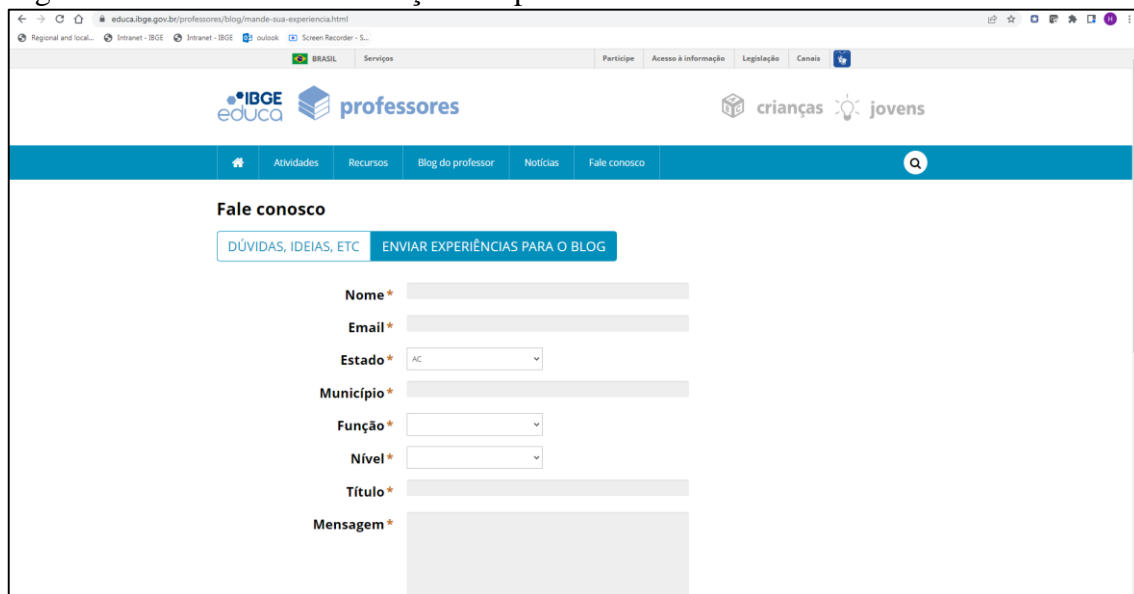 educa.ibge.gov.br/professores/blog/mande-sua-experiencia.html
Regional and local... Intranet - IBGE Intranet - IBGE oulook Screen Recorder - S...
BRASIL Serviços Participe Acesso à informação Legislação Canais
IBGE educa professores crianças jovens
Atividades Recursos Blog do professor Notícias Fale conosco
Fale conosco
DÚVIDAS, IDEIAS, ETC ENVIAR EXPERIÊNCIAS PARA O BLOG
Nome*
Email*
Estado* AC
Município*
Função*
Nível*
Título*
Mensagem*